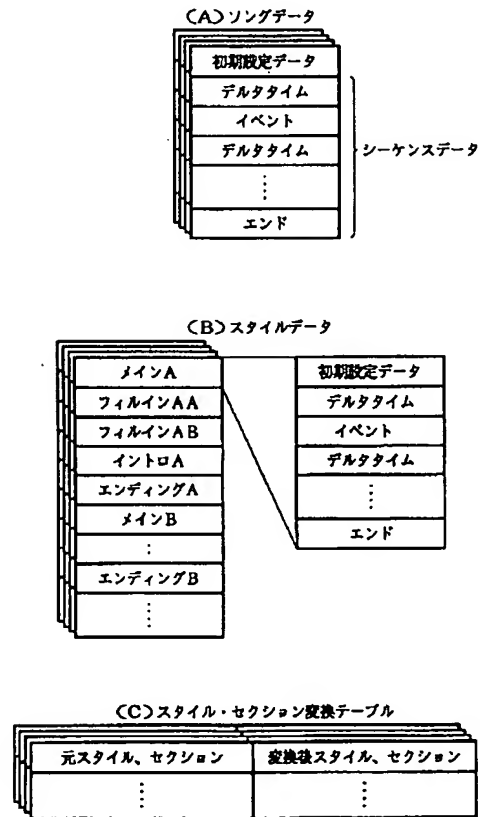 (A)ソングデータ
初期設定データ
デルタタイム
イベント
デルタタイム
⋮
エンド
シーケンスデータ
(B)スタイルデータ
メインA
フィルインAA
フィルインAB
イントロA
エンディングA
メインB
:
エンディングB
⋮
初期設定データ
デルタタイム
イベント
デルタタイム
⋮
エンド
(C)スタイル・セクション変換テーブル
元スタイル、セクション
変換後スタイル、セクション
⋮
⋮